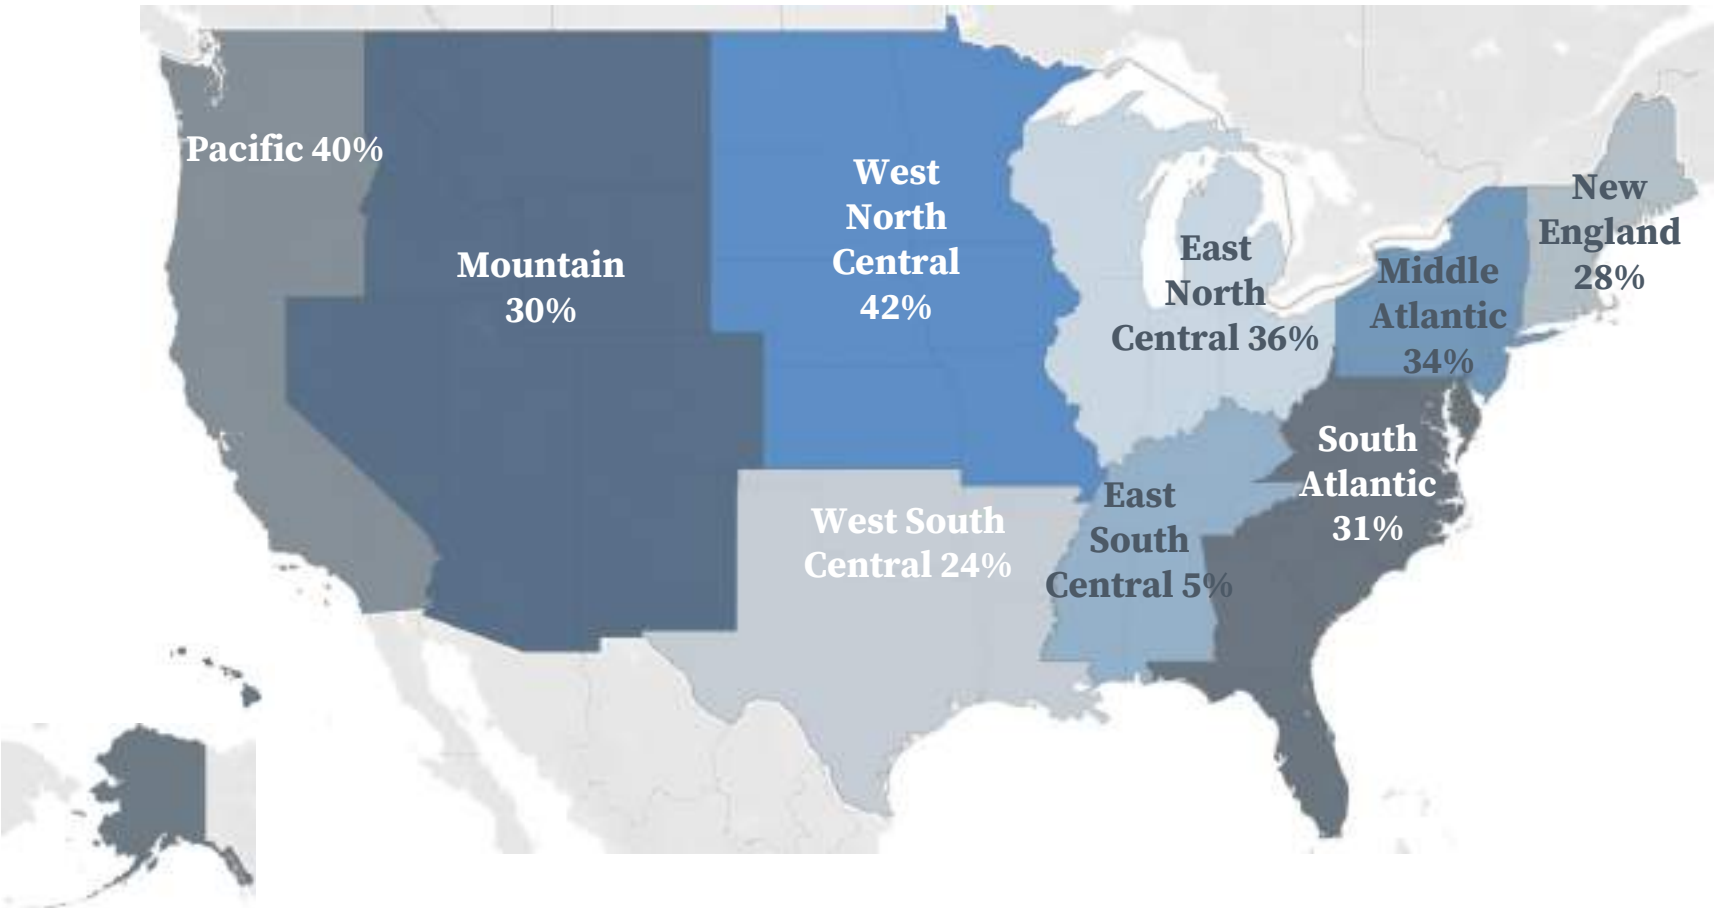 Pacific 40%
Mountain
30%
West
North
Central
42%
East
North
Central 36%
New
England
28%
Middle
Atlantic
34%
South
Atlantic
31%
West South
Central 24%
East
South
Central 5%